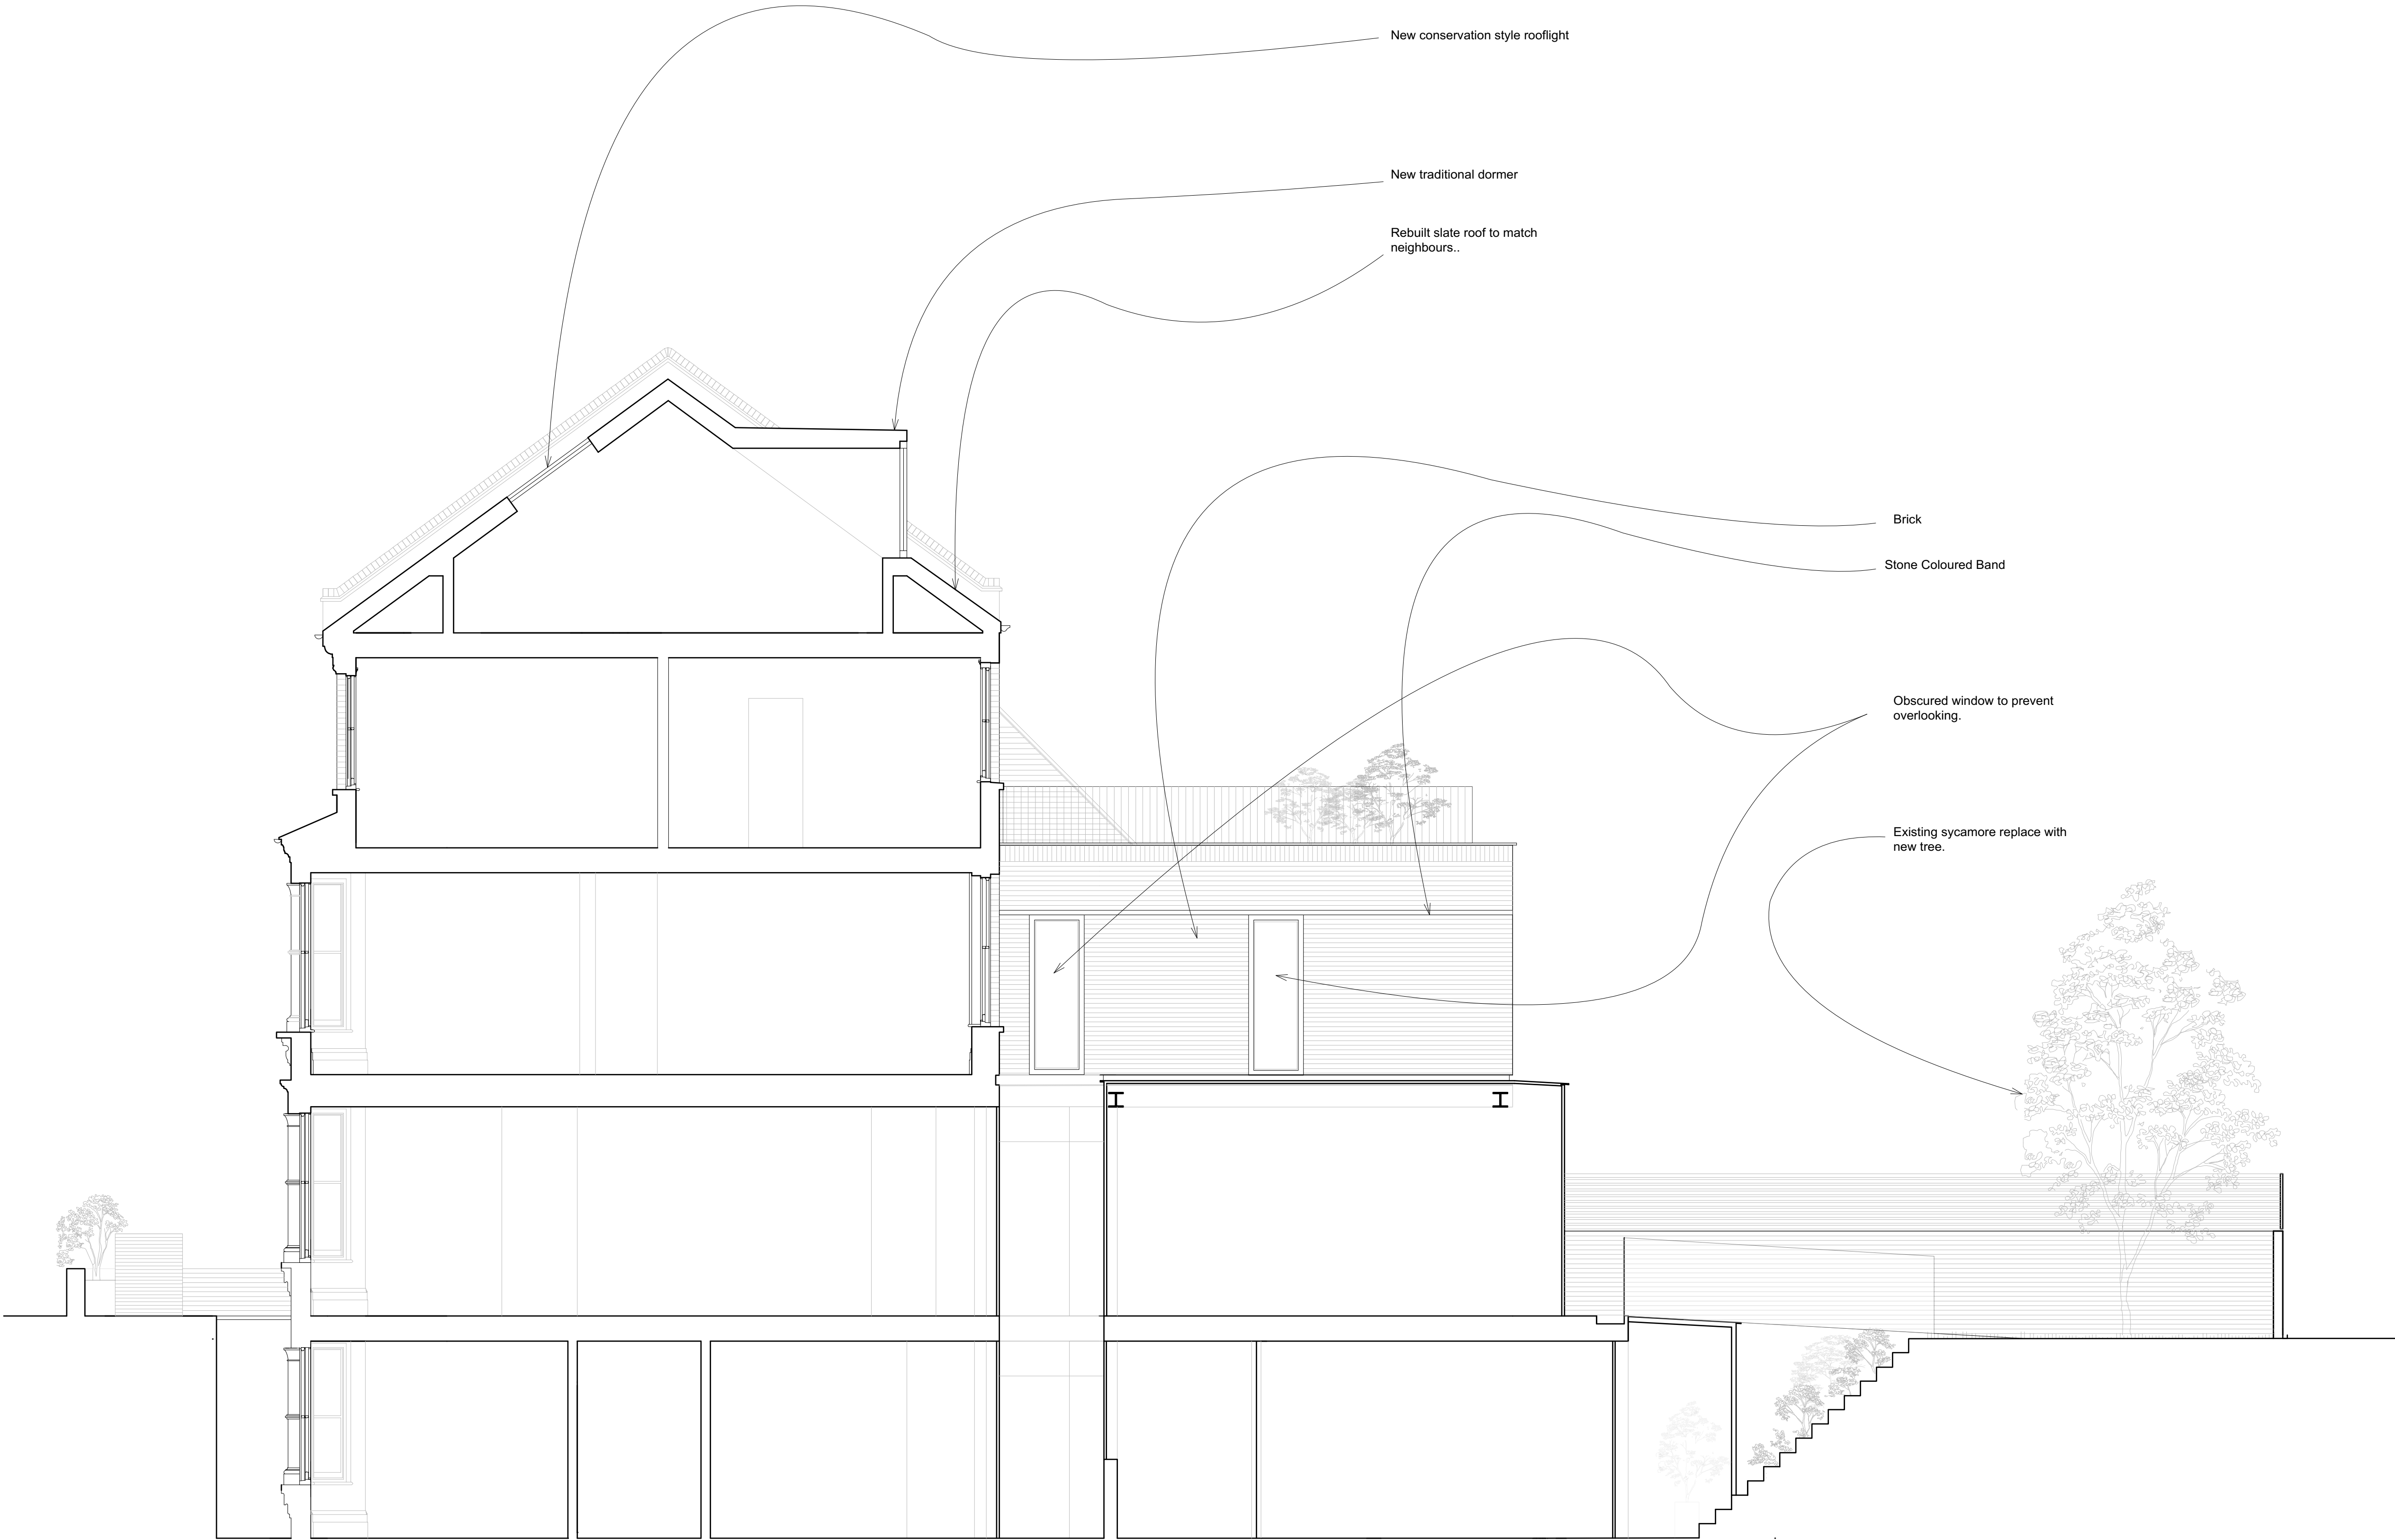 New conservation style rooflight
New traditional dormer
Rebuilt slate roof to match
neighbours..
Brick
Stone Coloured Band
Obscured window to prevent
overlooking.
Existing sycamore replace with
new tree.